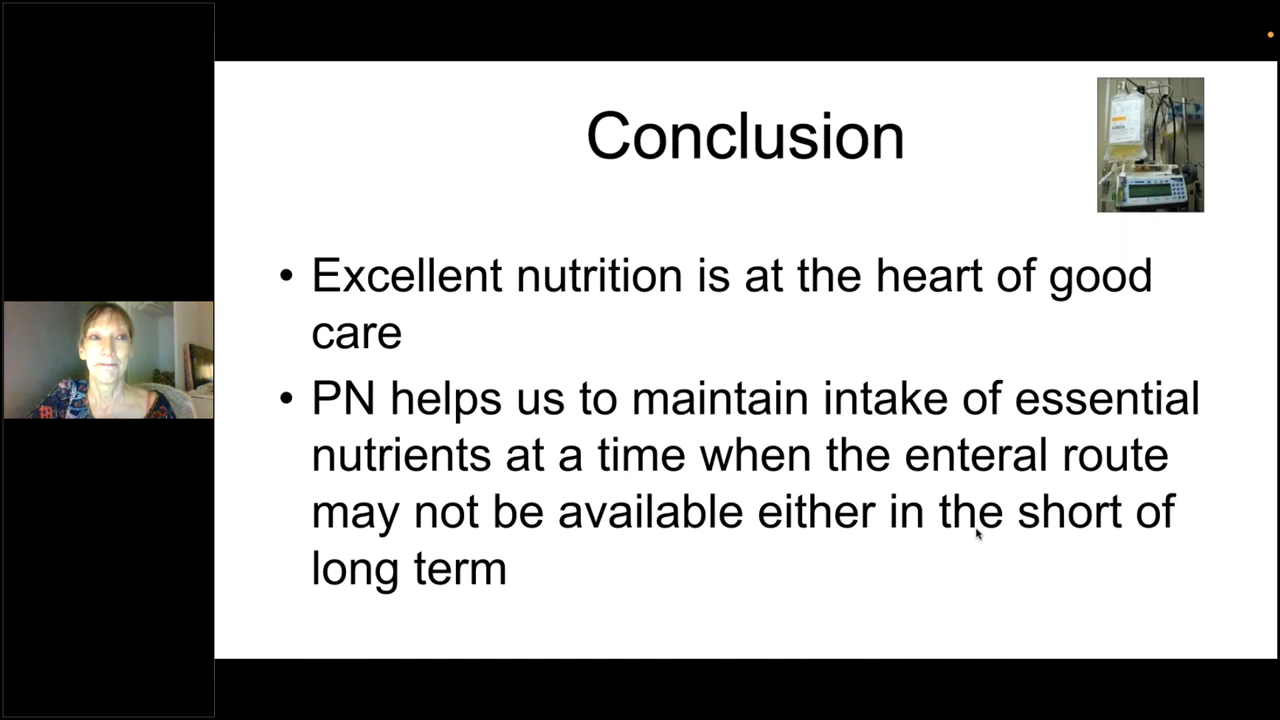 Conclusion
• Excellent nutrition is at the heart of good
care
• PN helps us to maintain intake of essential
nutrients at a time when the enteral route
may not be available either in the short of
long term